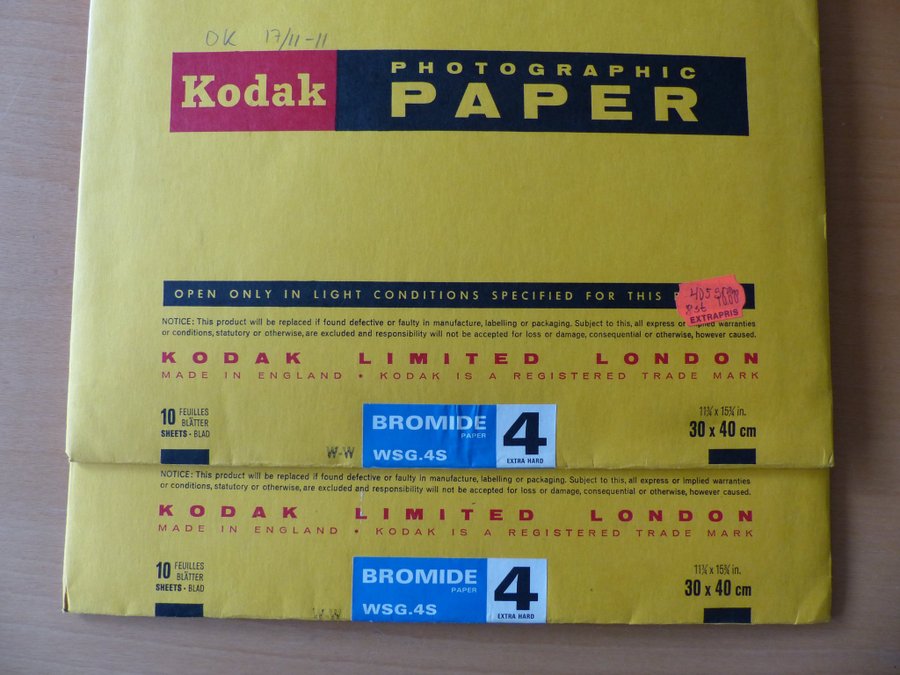 OK 17/11-11
Kodak
PHOTOGRAPHIC
PAPER
OPEN ONLY IN LIGHT CONDITIONS SPECIFIED FOR THIS
EXTRAPRIS
NOTICE: This product will be replaced if found defective or faulty in manufacture, labelling or packaging. Subject to this, all express or implied warranties
or conditions, statutory or otherwise, are excluded and responsibility will not be accepted for loss or damage, consequential or otherwise, however caused.
KODAK LIMITED LONDON
MADE IN ENGLAND • KODAK IS A REGISTERED TRADE MARK
10 FEUILLES
BLÄTTER
SHEETS • BLAD
W-W
BROMIDE
PAPER
WSG.4S
4
EXTRA HARD
11¾ x 15¾ in.
30 x 40 cm
NOTICE: This product will be replaced if found defective or faulty in manufacture, labelling or packaging. Subject to this, all express or implied warranties
or conditions, statutory or otherwise, are excluded and responsibility will not be accepted for loss or damage, consequential or otherwise, however caused.
KODAK LIMITED LONDON
MADE IN ENGLAND • KODAK IS A REGISTERED TRADE MARK
10 FEUILLES
BLÄTTER
SHEETS • BLAD
W-W
BROMIDE
PAPER
WSG.4S
4
EXTRA HARD
11¾ x 15¾ in.
30 x 40 cm